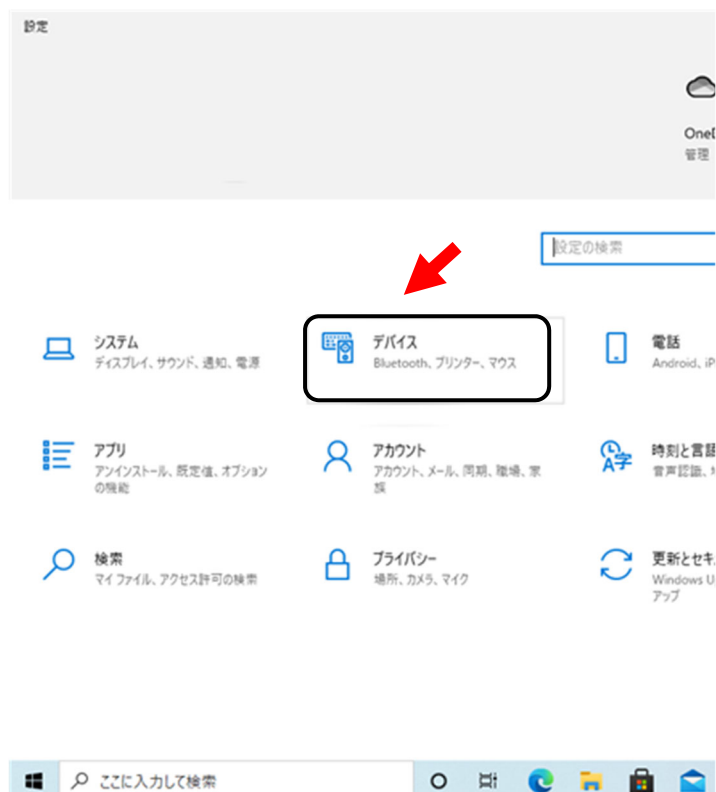 設定
OneD
管理
設定の検索
システム
ディスプレイ、サウンド、通知、電源
デバイス
Bluetooth、プリンター、マウス
電話
Android、iP
アプリ
アンインストール、既定値、オプション
の機能
アカウント
アカウント、メール、同期、職場、家
族
時刻と言語
音声認識、
検索
マイ ファイル、アクセス許可の検索
プライバシー
場所、カメラ、マイク
更新とセキ
Windows U
アップ
A字
ここに入力して検索